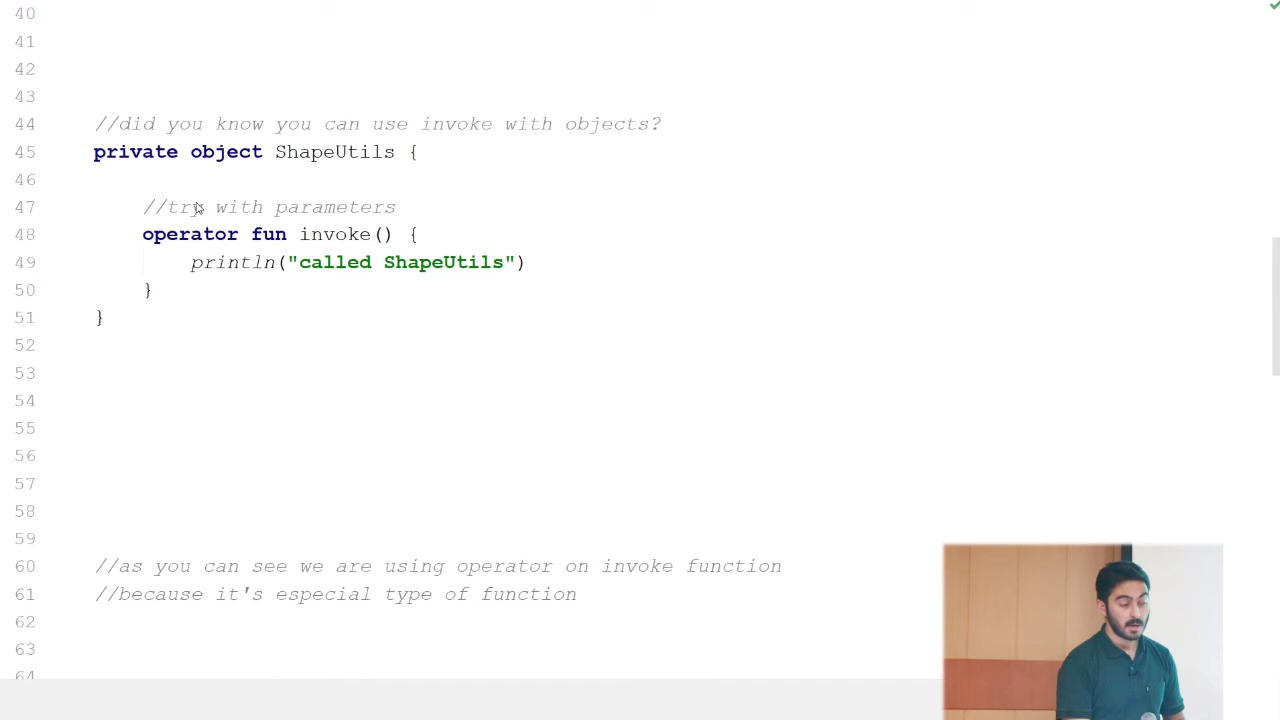 40
41
42
43
44 //did you know you can use invoke with objects?
45 private object ShapeUtils {
46
47 //try with parameters
48 operator fun invoke() {
49 println("called ShapeUtils")
50 }
51 }
52
53
54
55
56
57
58
59
60 //as you can see we are using operator on invoke function
61 //because it's especial type of function
62
63
64